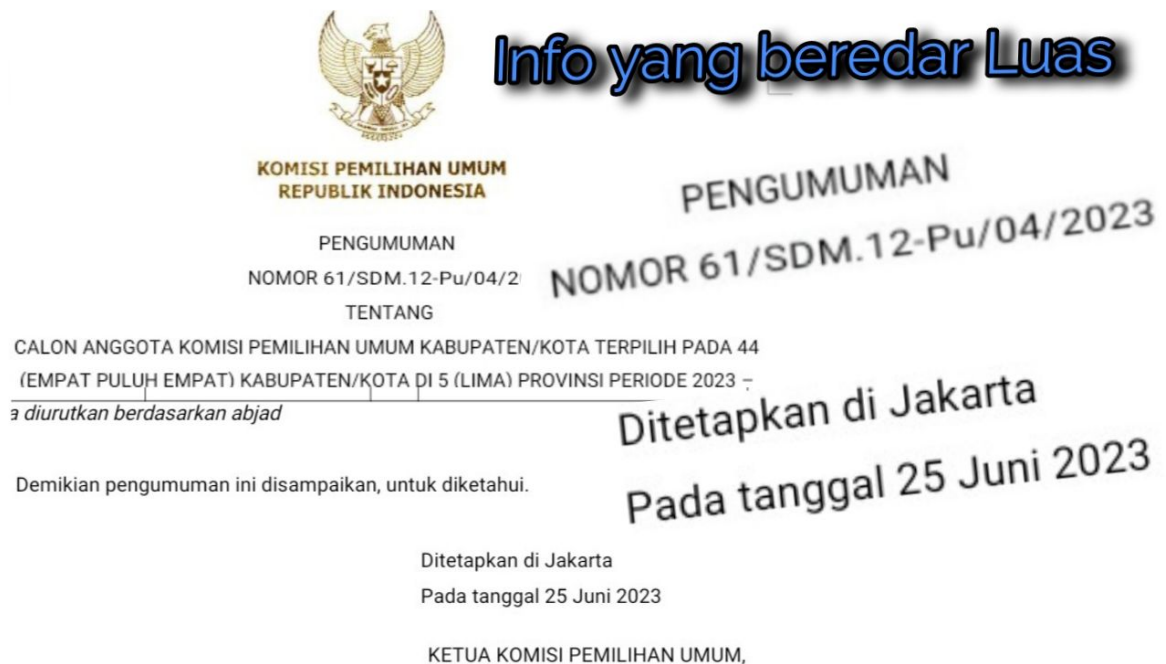 Info yang beredar Luas
KOMISI PEMILIHAN UMUM
REPUBLIK INDONESIA
PENGUMUMAN
NOMOR 61/SDM.12-Pu/04/2
TENTANG
CALON ANGGOTA KOMISI PEMILIHAN UMUM KABUPATEN/KOTA TERPILIH PADA 44
(EMPAT PULUH EMPAT) KABUPATEN/KOTA DI 5 (LIMA) PROVINSI PERIODE 2023 –
a diurutkan berdasarkan abjad
Demikian pengumuman ini disampaikan, untuk diketahui.
Ditetapkan di Jakarta
Pada tanggal 25 Juni 2023
KETUA KOMISI PEMILIHAN UMUM,
PENGUMUMAN
NOMOR 61/SDM.12-Pu/04/2023
Ditetapkan di Jakarta
Pada tanggal 25 Juni 2023